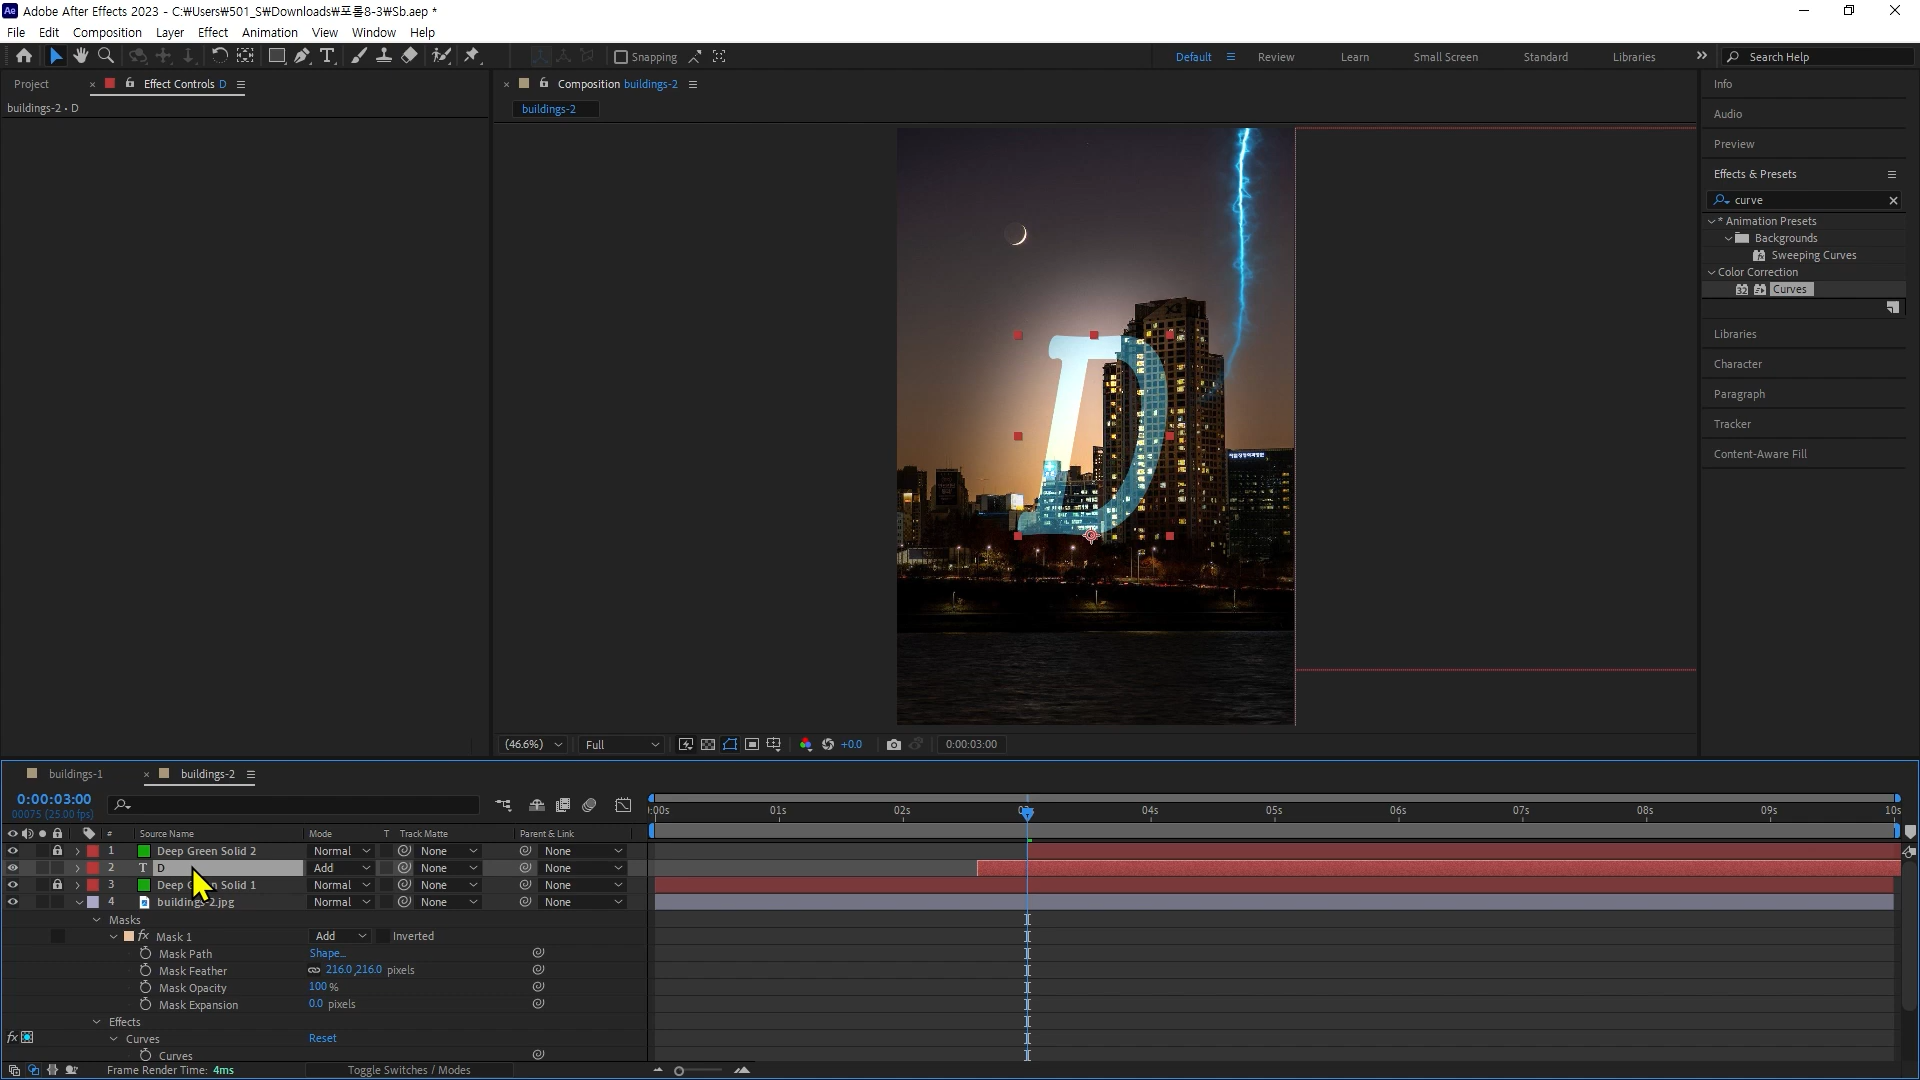 Adobe After Effects 2023 - C:₩Users₩501_S₩Downloads₩포폴8-3₩Sb.aep *
File Edit Composition Layer Effect Animation View Window Help
Snapping
Default Review Learn Small Screen Standard Libraries Search Help
Project Effect Controls D
buildings-2 • D
Composition buildings-2
buildings-2
D
(46.6%) Full +0.0 0:00:03:00
Info
Audio
Preview
Effects & Presets
curve
* Animation Presets
Backgrounds
Sweeping Curves
Color Correction
32 Curves
Libraries
Character
Paragraph
Tracker
Content-Aware Fill
buildings-1 buildings-2
0:00:03:00
00075 (25.00 fps)
:00s 01s 02s 04s 05s 06s 07s 08s 09s 10s
# Source Name Mode T Track Matte Parent & Link
1 Deep Green Solid 2 Normal None None
2 T D Add None None
3 Deep Green Solid 1 Normal None None
4 buildings-2.jpg Normal None None
Masks
fx Mask 1 Add Inverted
Mask Path Shape...
Mask Feather 216.0,216.0 pixels
Mask Opacity 100 %
Mask Expansion 0.0 pixels
Effects
fx Curves Reset
Curves
Frame Render Time: 4ms Toggle Switches / Modes